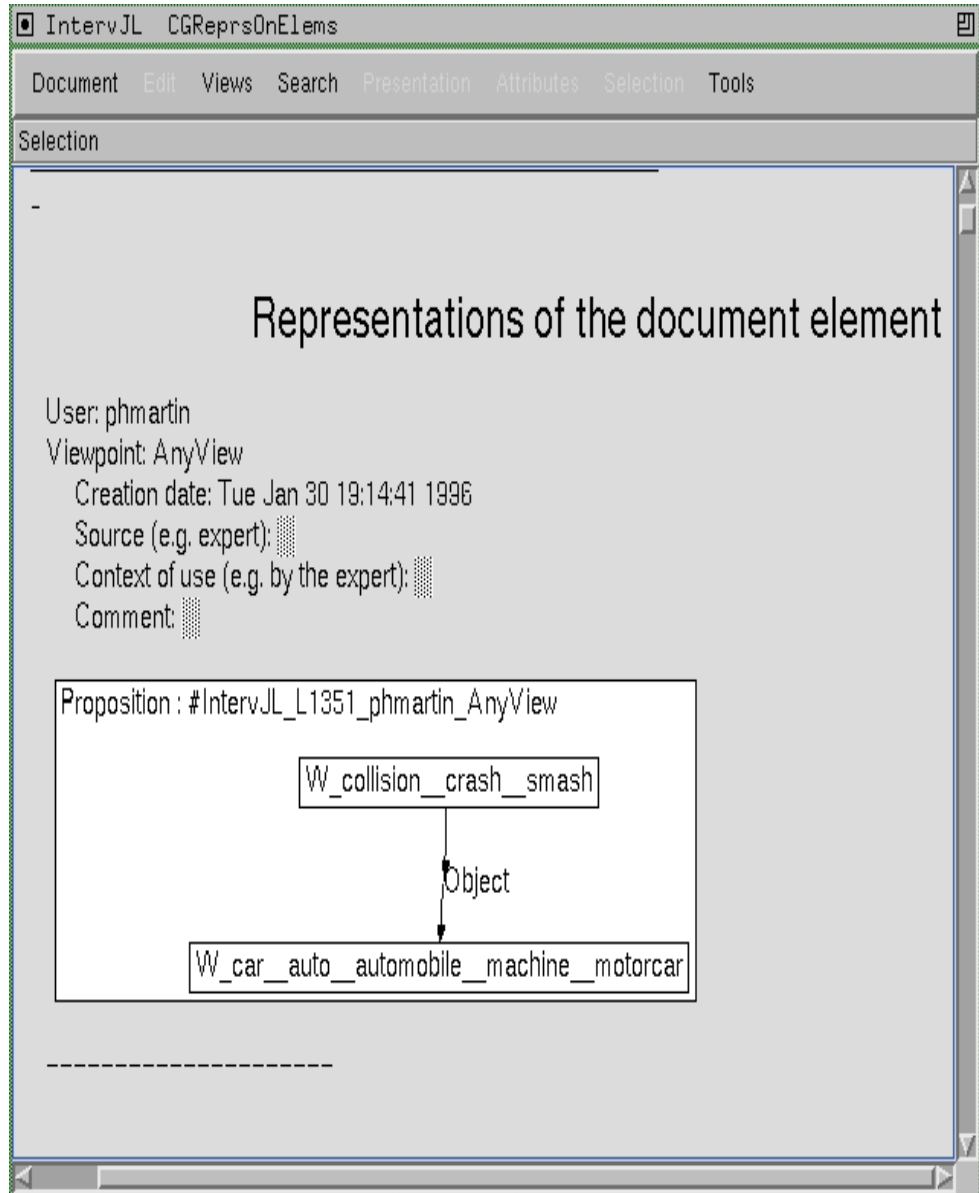 IntervJL CGReprsOnElems
Document Edit Views Search Presentation Attributes Selection Tools
Selection
-
Representations of the document element
User: phmartin
Viewpoint: AnyView
Creation date: Tue Jan 30 19:14:41 1996
Source (e.g. expert):
Context of use (e.g. by the expert):
Comment:
Proposition : #IntervJL_L1351_phmartin_AnyView
W_collision__crash__smash
Object
W_car__auto__automobile__machine__motorcar
---------------------